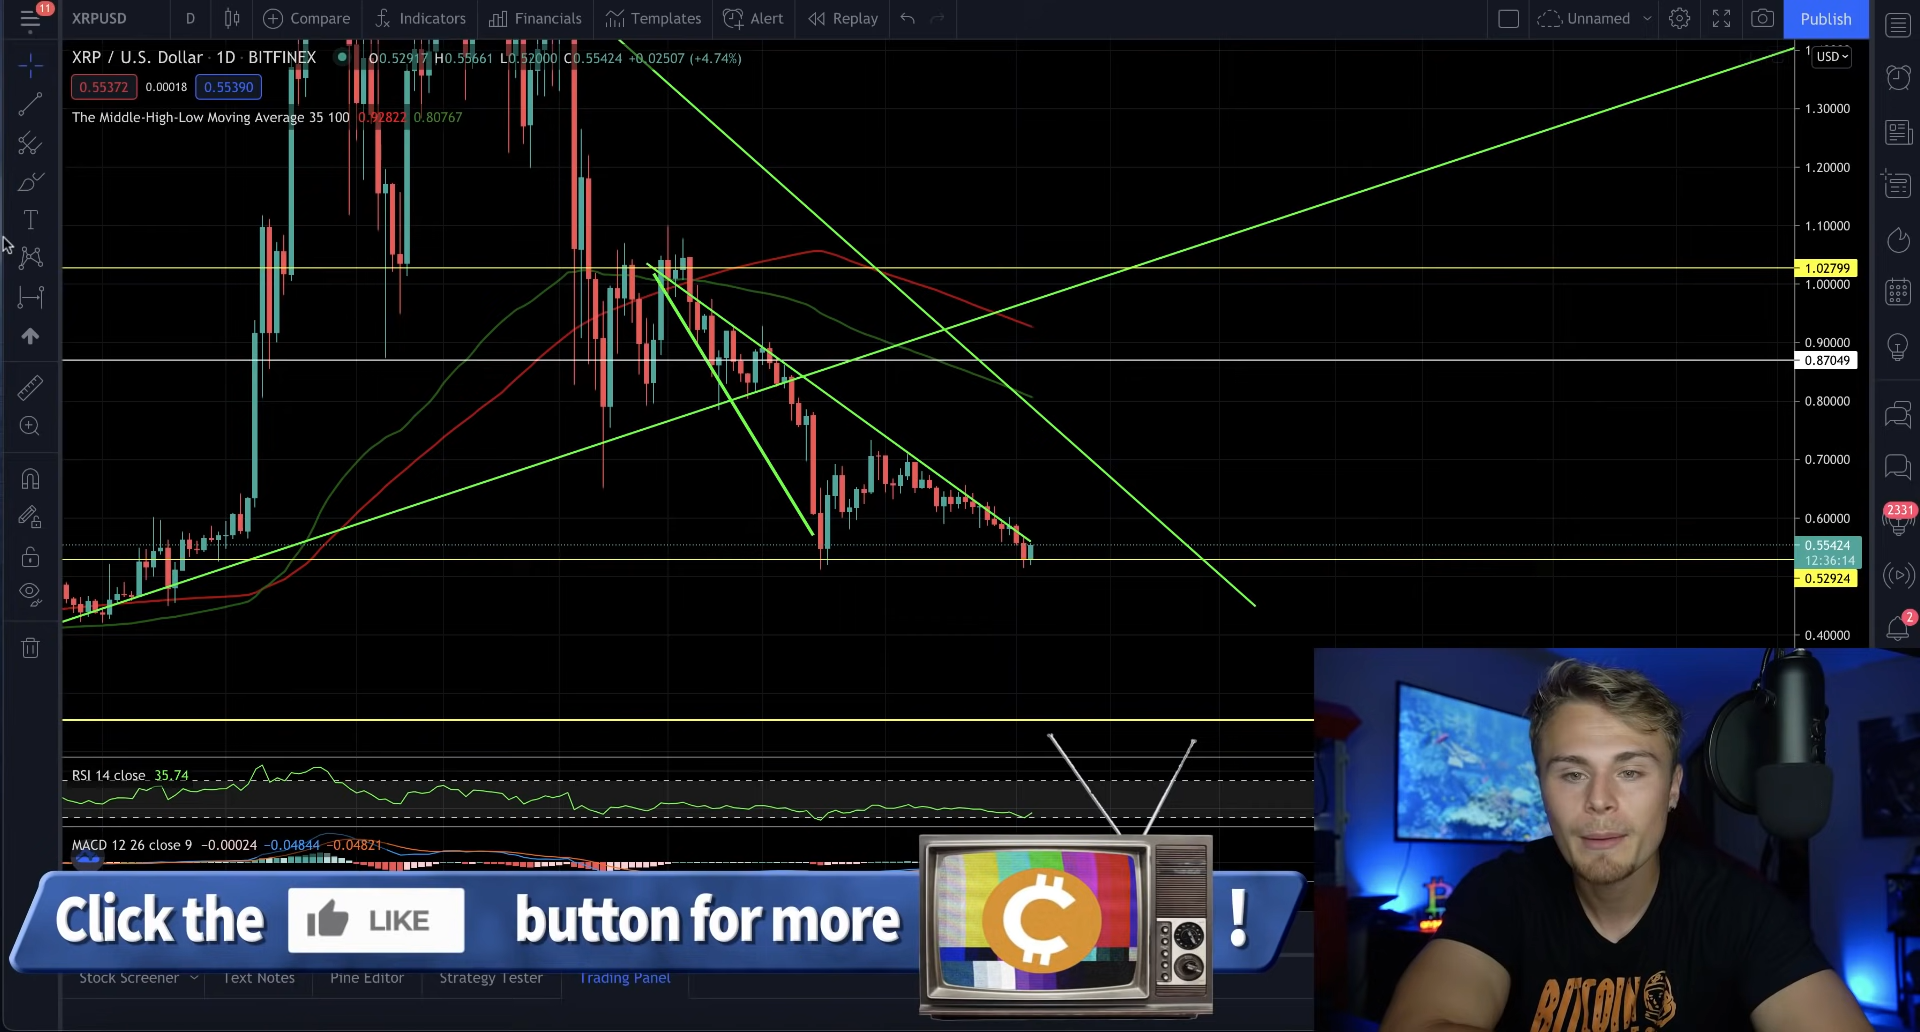 11
XRPUSD D Compare Indicators Financials Templates Alert Replay Unnamed Publish
XRP / U.S. Dollar · 1D · BITFINEX O0.52917 H0.55661 L0.52000 C0.55424 +0.02507 (+4.74%)
USD
0.55372 0.00018 0.55390
The Middle-High-Low Moving Average 35 100 0.92822 0.80767
1.30000
1.20000
1.10000
1.02799
1.00000
0.90000
0.87049
0.80000
0.70000
0.60000
2331
0.55424
12:36:14
0.52924
2
0.40000
RSI 14 close 35.74
MACD 12 26 close 9 −0.00024 −0.04844 −0.04821
Click the LIKE button for more !
Stock Screener Text Notes Pine Editor Strategy Tester Trading Panel
BITCOIN